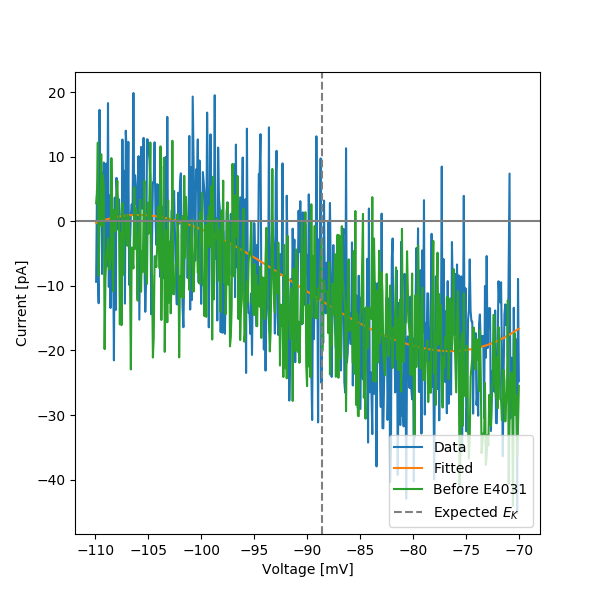 20
10
0
−10
−20
−30
−40
Current [pA]
Data
Fitted
Before E4031
Expected E_K
−110 −105 −100 −95 −90 −85 −80 −75 −70
Voltage [mV]